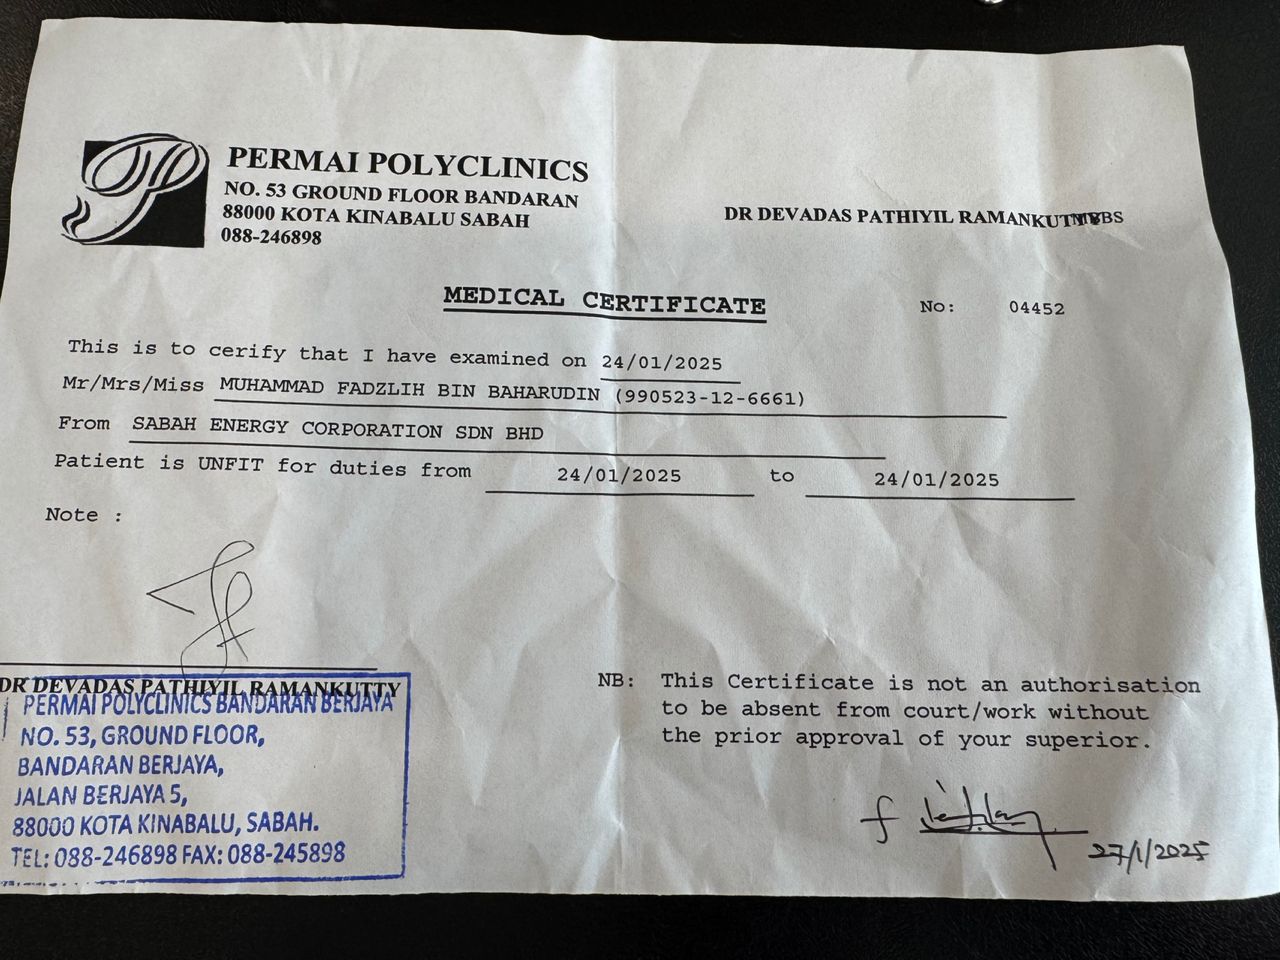 PERMAI POLYCLINICS
NO. 53 GROUND FLOOR BANDARAN
88000 KOTA KINABALU SABAH
088-246898
DR DEVADAS PATHIYIL RAMANKUTTY MBBS
MEDICAL CERTIFICATE
No: 04452
This is to cerify that I have examined on 24/01/2025
Mr/Mrs/Miss MUHAMMAD FADZLIH BIN BAHARUDIN (990523-12-6661)
From SABAH ENERGY CORPORATION SDN BHD
Patient is UNFIT for duties from 24/01/2025 to 24/01/2025
Note :
DR DEVADAS PATHIYIL RAMANKUTTY
PERMAI POLYCLINICS BANDARAN BERJAYA
NO. 53, GROUND FLOOR,
BANDARAN BERJAYA,
JALAN BERJAYA 5,
88000 KOTA KINABALU, SABAH.
TEL: 088-246898 FAX: 088-245898
NB: This Certificate is not an authorisation
to be absent from court/work without
the prior approval of your superior.
27/1/2025